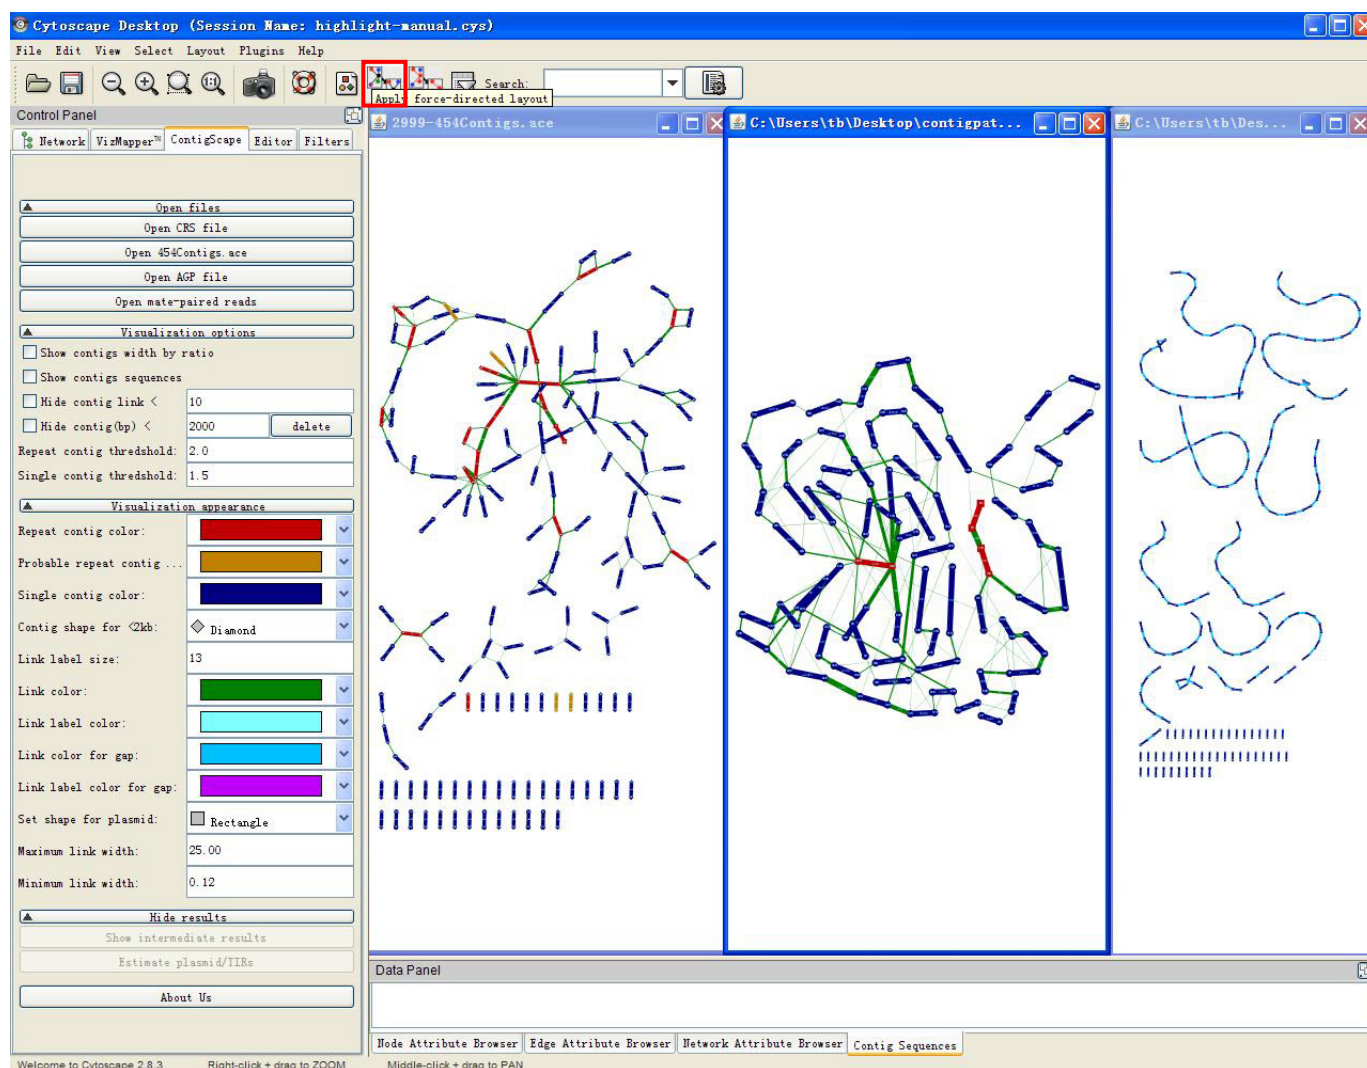 Cytoscape Desktop (Session Name: highlight-manual.cys)
File Edit View Select Layout Plugins Help
Search:
Apply force-directed layout
Control Panel
Network VizMapper™ ContigScape Editor Filters
Open files
Open CRS file
Open 454Contigs.ace
Open AGP file
Open mate-paired reads
Visualization options
Show contigs width by ratio
Show contigs sequences
Hide contig link < 10
Hide contig(bp) < 2000 delete
Repeat contig thredshold: 2.0
Single contig thredshold: 1.5
Visualization appearance
Repeat contig color:
Probable repeat contig ...
Single contig color:
Contig shape for <2kb: Diamond
Link label size: 13
Link color:
Link label color:
Link color for gap:
Link label color for gap:
Set shape for plasmid: Rectangle
Maximum link width: 25.00
Minimum link width: 0.12
Hide results
Show intermediate results
Estimate plasmid/TIRs
About Us
2999-454Contigs.ace
C:\Users\tb\Desktop\contigpat...
C:\Users\tb\Des...
Data Panel
Node Attribute Browser Edge Attribute Browser Network Attribute Browser Contig Sequences
Welcome to Cytoscape 2.8.3 Right-click + drag to ZOOM Middle-click + drag to PAN